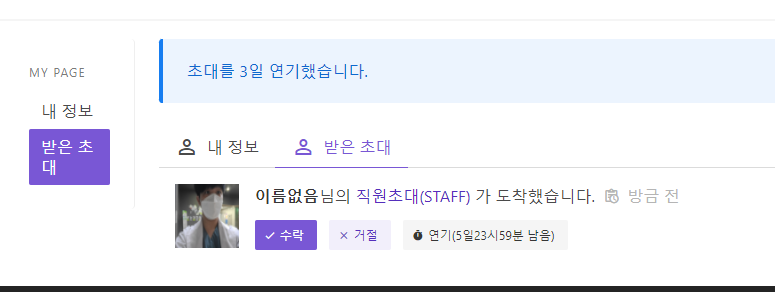 초대를 3일 연기했습니다.
MY PAGE
내 정보
받은 초
대
내 정보
받은 초대
이름없음님의 직원초대(STAFF) 가 도착했습니다. 방금 전
수락
거절
연기(5일23시59분 남음)